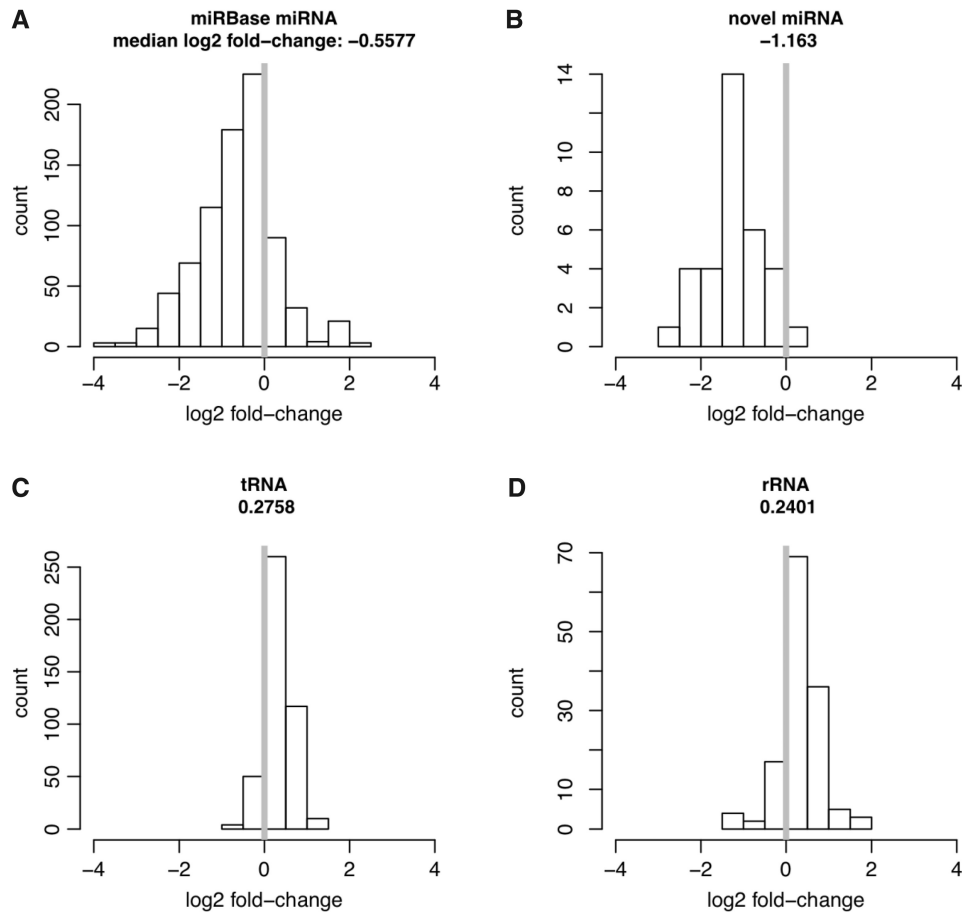 A
miRBase miRNA
median log2 fold−change: −0.5577
count
0 50 100 150 200
−4 −2 0 2 4
log2 fold−change
B
novel miRNA
−1.163
count
0 2 4 6 8 10 14
−4 −2 0 2 4
log2 fold−change
C
tRNA
0.2758
count
0 50 100 150 200 250
−4 −2 0 2 4
log2 fold−change
D
rRNA
0.2401
count
0 10 30 50 70
−4 −2 0 2 4
log2 fold−change